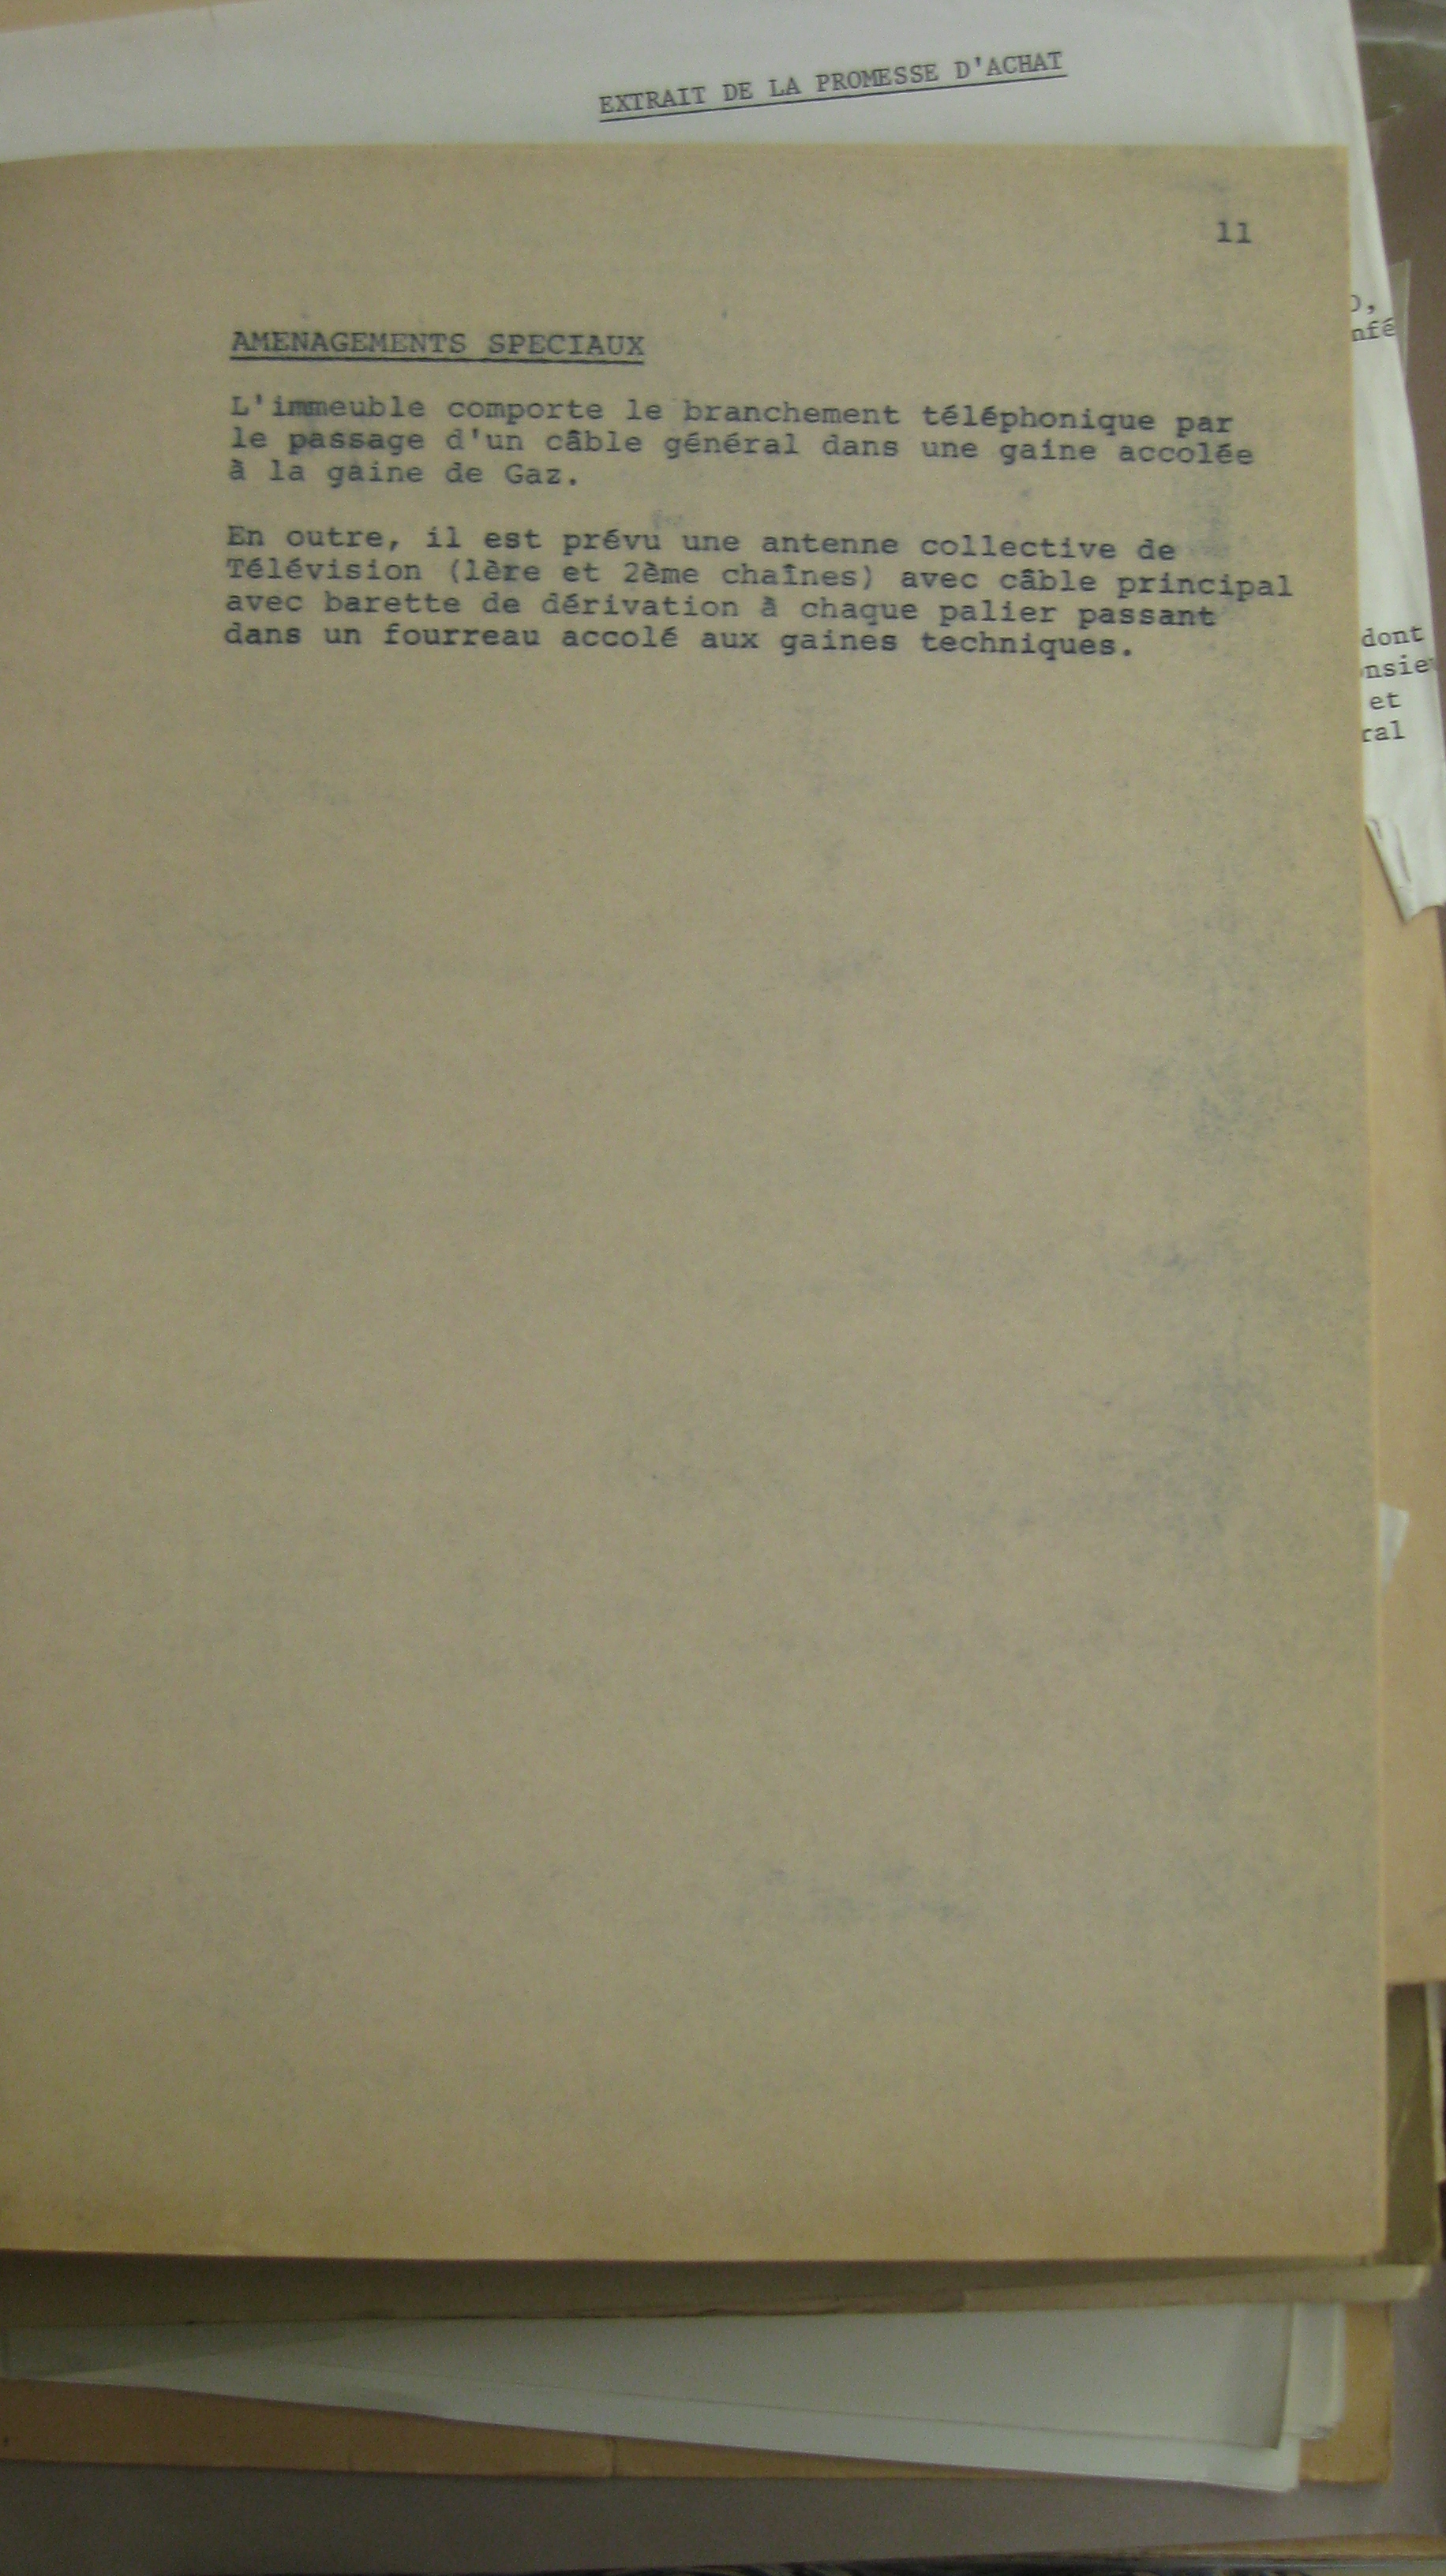 EXTRAIT DE LA PROMESSE D'ACHAT
11
AMENAGEMENTS SPECIAUX
L'immeuble comporte le branchement téléphonique par
le passage d'un câble général dans une gaine accolée
à la gaine de Gaz.
En outre, il est prévu une antenne collective de
Télévision (1ère et 2ème chaînes) avec câble principal
avec barette de dérivation à chaque palier passant
dans un fourreau accolé aux gaines techniques.
dont
et